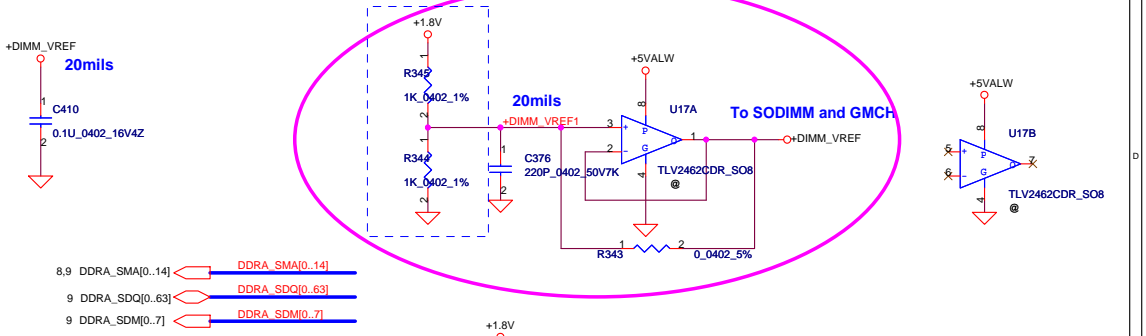 +1.8V
+DIMM_VREF
20mils
1
C410
0.1U_0402_16V4Z
2
1
R345
1K_0402_1%
2
R344
1
1K_0402_1%
2
20mils
+DIMM_VREF1
1
C376
220P_0402_50V7K
2
+5VALW
8
U17A
3
+
P
2
-
G
O
1
4
TLV2462CDR_SO8
@
To SODIMM and GMCH
+DIMM_VREF
R343
1
2
0_0402_5%
+5VALW
8
U17B
5
+
P
6
-
G
O
7
4
TLV2462CDR_SO8
@
D
8,9 DDRA_SMA[0..14]
DDRA_SMA[0..14]
9 DDRA_SDQ[0..63]
DDRA_SDQ[0..63]
9 DDRA_SDM[0..7]
DDRA_SDM[0..7]
+1.8V